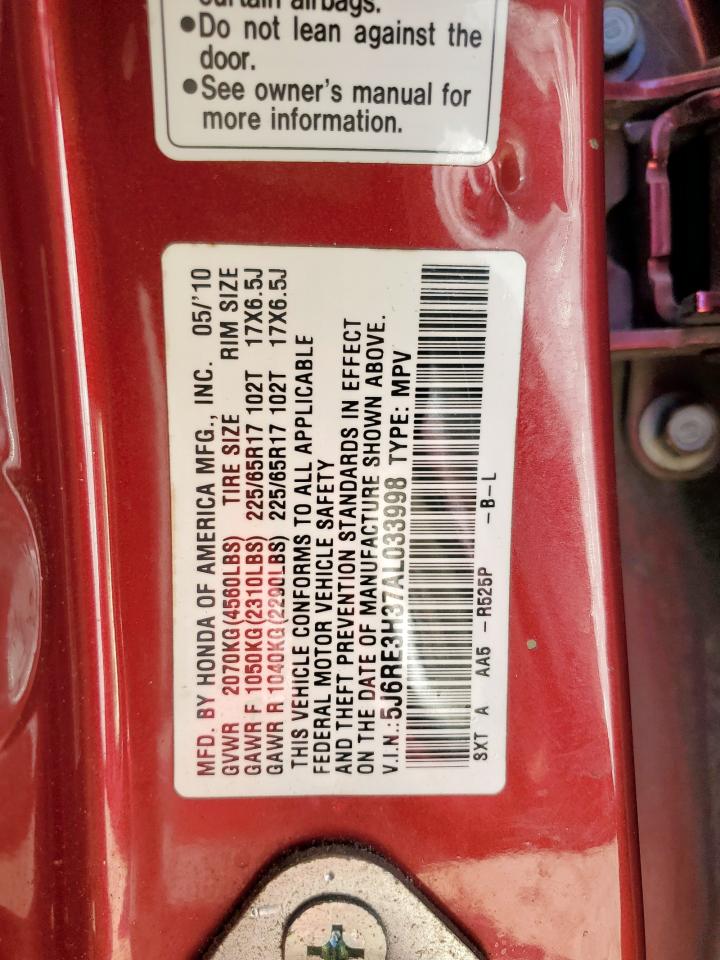 curtain airbags.
●Do not lean against the
door.
●See owner's manual for
more information.
MFD. BY HONDA OF AMERICA MFG., INC. 05/'10
GVWR 2070KG(4560LBS) TIRE SIZE RIM SIZE
GAWR F 1050KG(2310LBS) 225/65R17 102T 17X6.5J
GAWR R 1040KG(2290LBS) 225/65R17 102T 17X6.5J
THIS VEHICLE CONFORMS TO ALL APPLICABLE
FEDERAL MOTOR VEHICLE SAFETY
AND THEFT PREVENTION STANDARDS IN EFFECT
ON THE DATE OF MANUFACTURE SHOWN ABOVE.
V.I.N.:5J6RE3H37AL033998 TYPE: MPV
SXT A AA5 -R525P -B-L